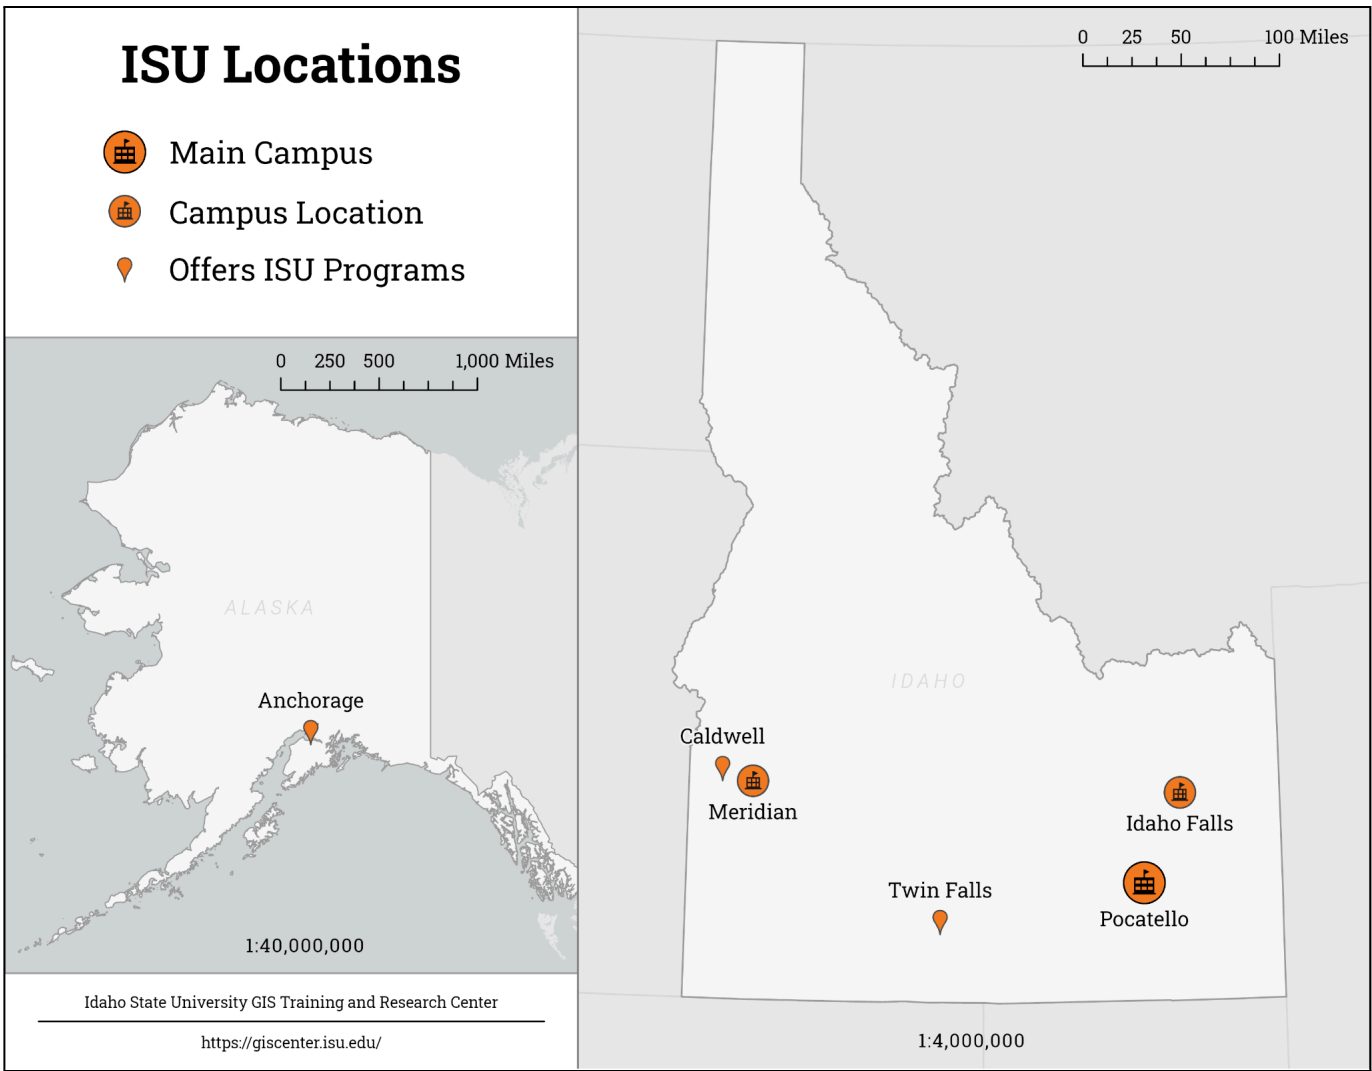 ISU Locations
Main Campus
Campus Location
Offers ISU Programs
0 250 500 1,000 Miles
ALASKA
Anchorage
1:40,000,000
Idaho State University GIS Training and Research Center
https://giscenter.isu.edu/
0 25 50 100 Miles
IDAHO
Caldwell
Meridian
Idaho Falls
Twin Falls
Pocatello
1:4,000,000